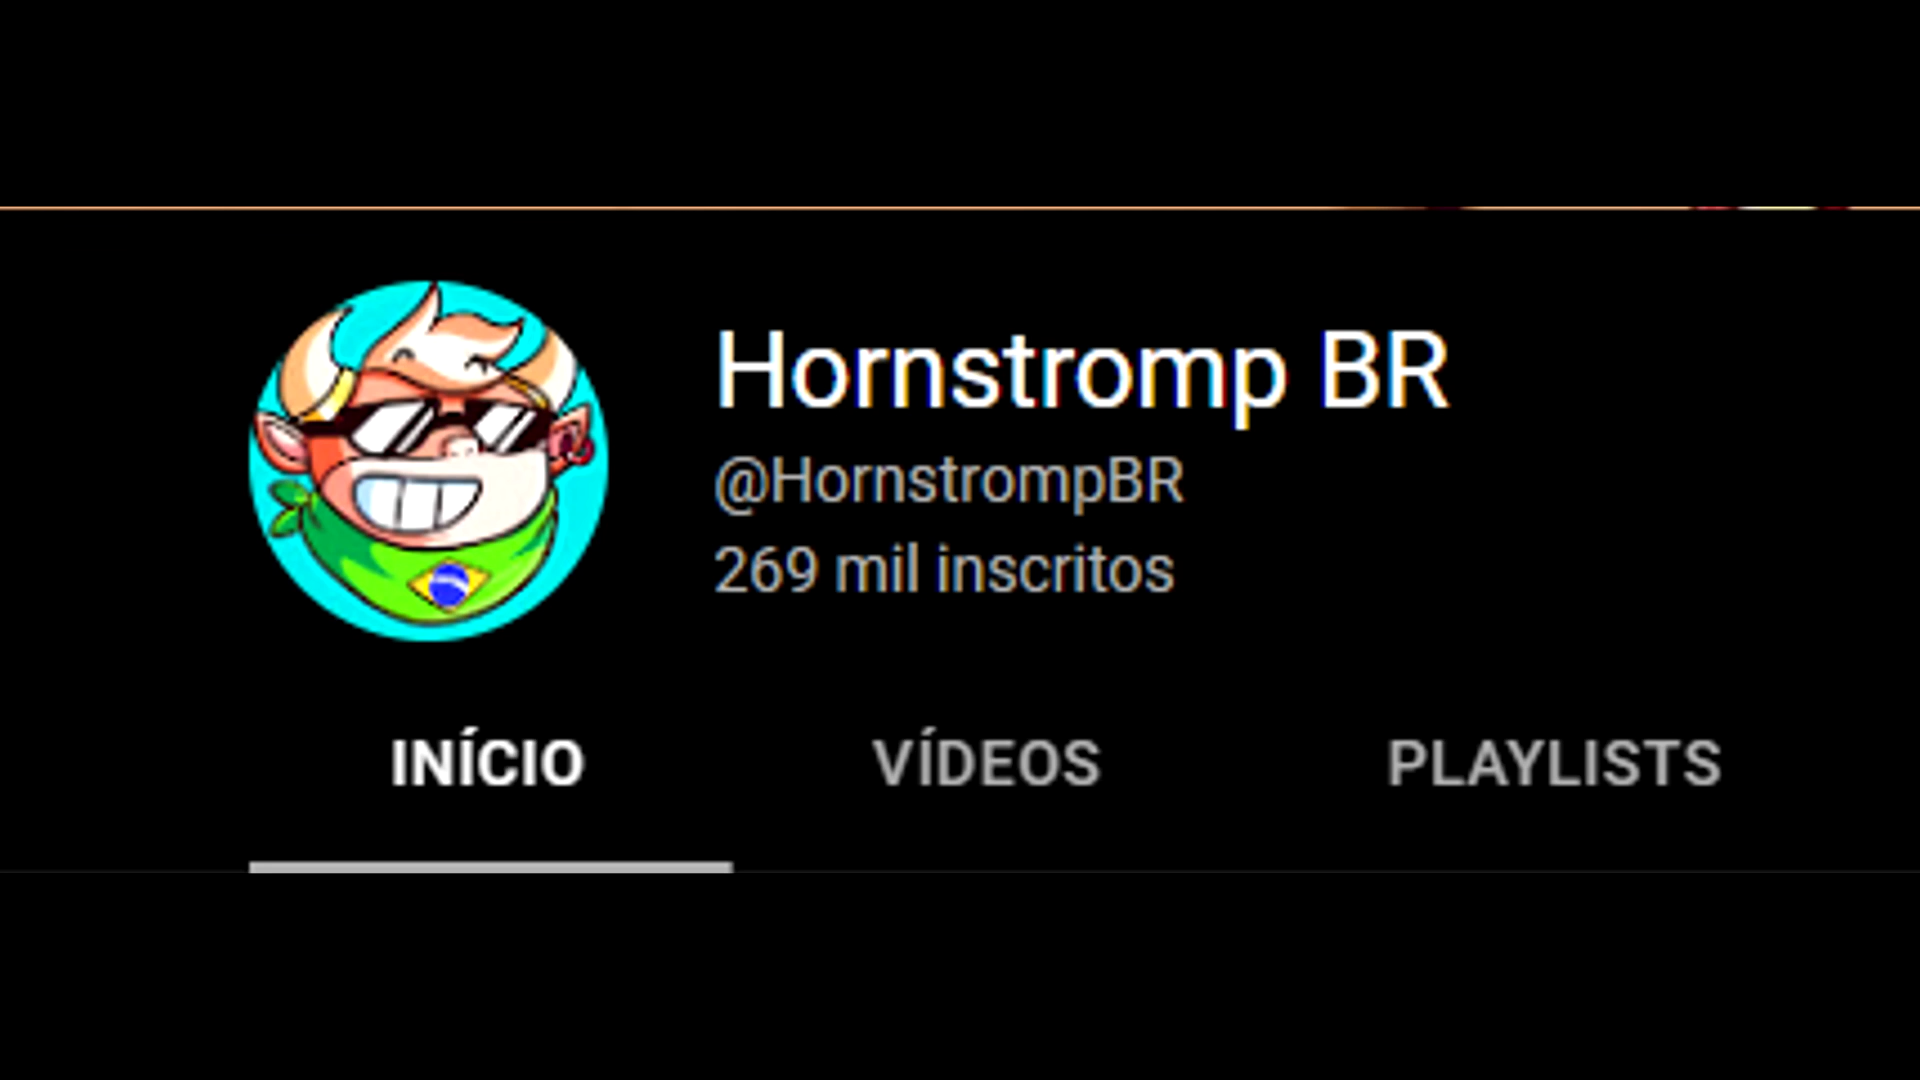 Hornstromp BR
@HornstrompBR
269 mil inscritos
INÍCIO VÍDEOS PLAYLISTS